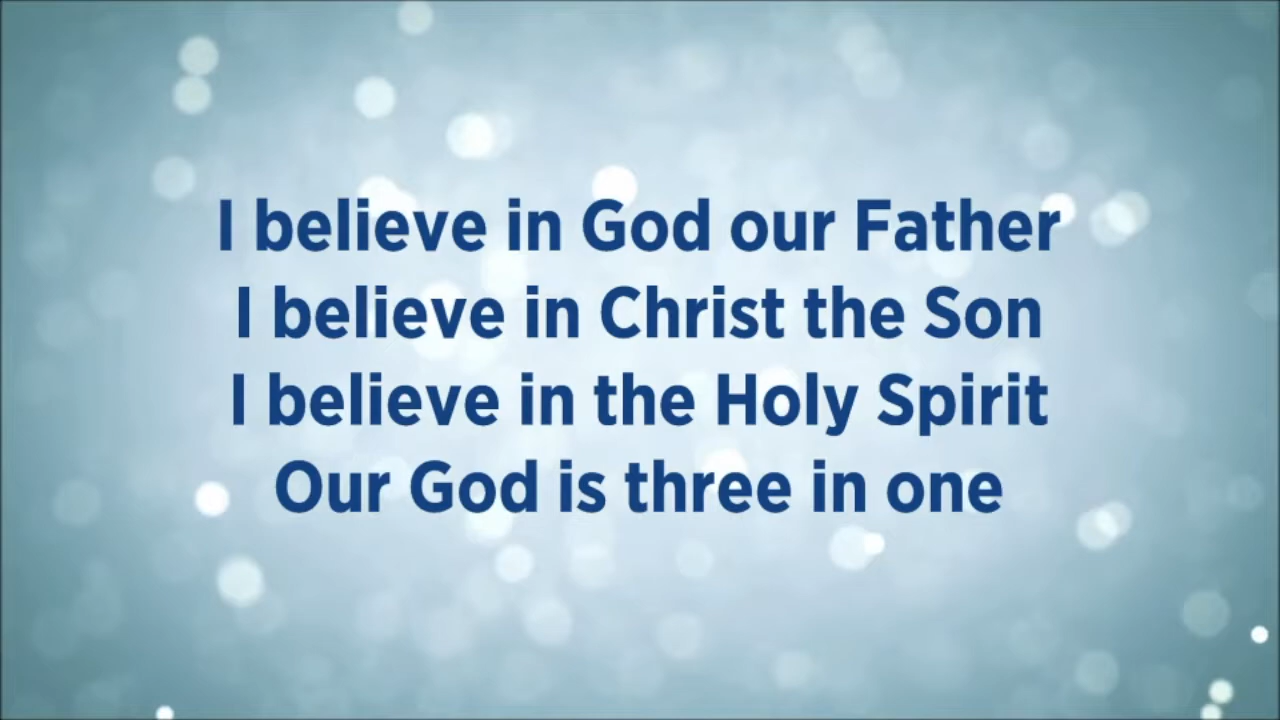 I believe in God our Father
I believe in Christ the Son
I believe in the Holy Spirit
Our God is three in one